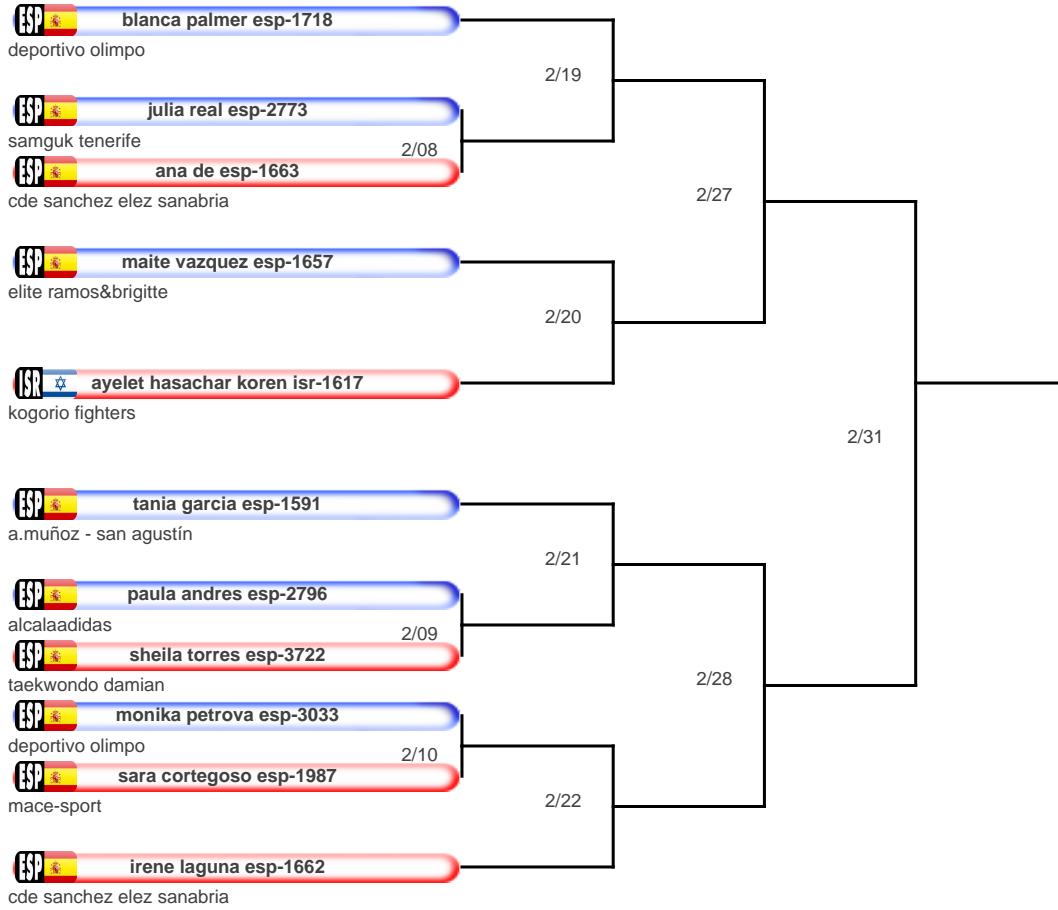 ESP blanca palmer esp-1718
deportivo olimpo
2/19
ESP julia real esp-2773
samguk tenerife
2/08
ESP ana de esp-1663
cde sanchez elez sanabria
2/27
ESP maite vazquez esp-1657
elite ramos&brigitte
2/20
ISR ayelet hasachar koren isr-1617
kogorio fighters
2/31
ESP tania garcia esp-1591
a.muñoz - san agustín
2/21
ESP paula andres esp-2796
alcalaadidas
2/09
ESP sheila torres esp-3722
taekwondo damian
2/28
ESP monika petrova esp-3033
deportivo olimpo
2/10
ESP sara cortegoso esp-1987
mace-sport
2/22
ESP irene laguna esp-1662
cde sanchez elez sanabria